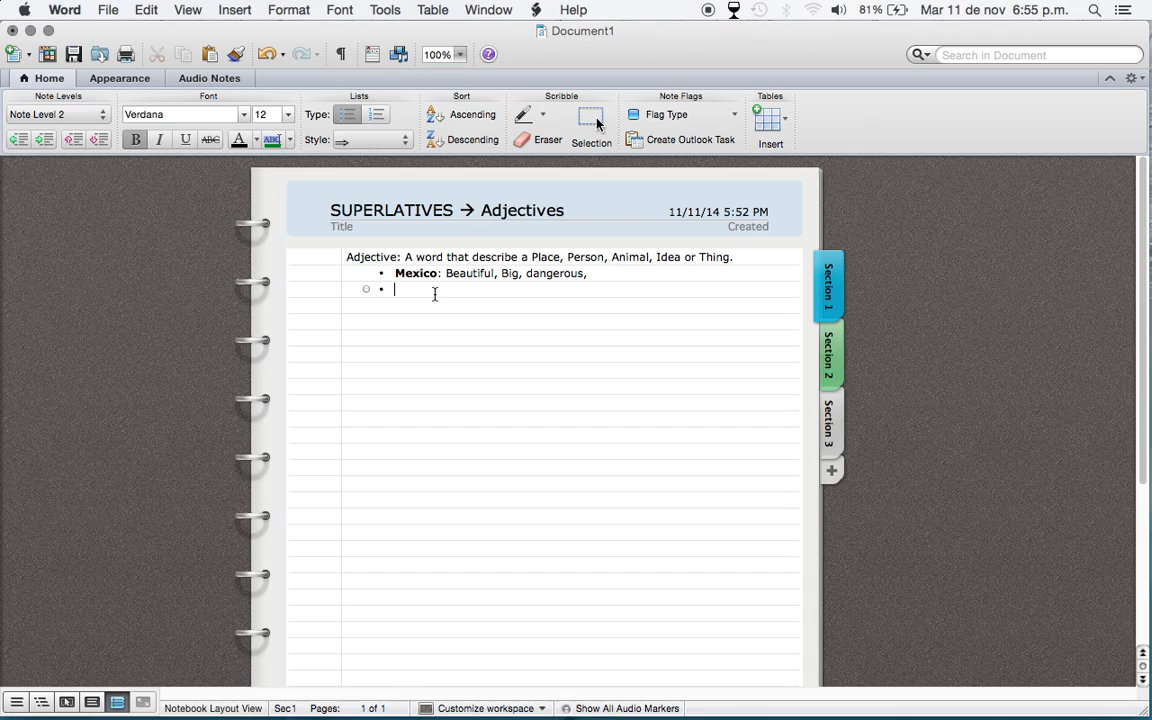 Word File Edit View Insert Format Font Tools Table Window Help 81% Mar 11 de nov 6:55 p.m.
Document1
100% Search in Document
Home Appearance Audio Notes
Note Levels Font Lists Sort Scribble Note Flags Tables
Note Level 2 Verdana 12 Type: Ascending Flag Type
B I U ABC A ABC Style: Descending Eraser Selection Create Outlook Task Insert
SUPERLATIVES → Adjectives 11/11/14 5:52 PM
Title Created
Adjective: A word that describe a Place, Person, Animal, Idea or Thing.
• Mexico: Beautiful, Big, dangerous,
•
Section 1
Section 2
Section 3
Notebook Layout View Sec1 Pages: 1 of 1 Customize workspace Show All Audio Markers